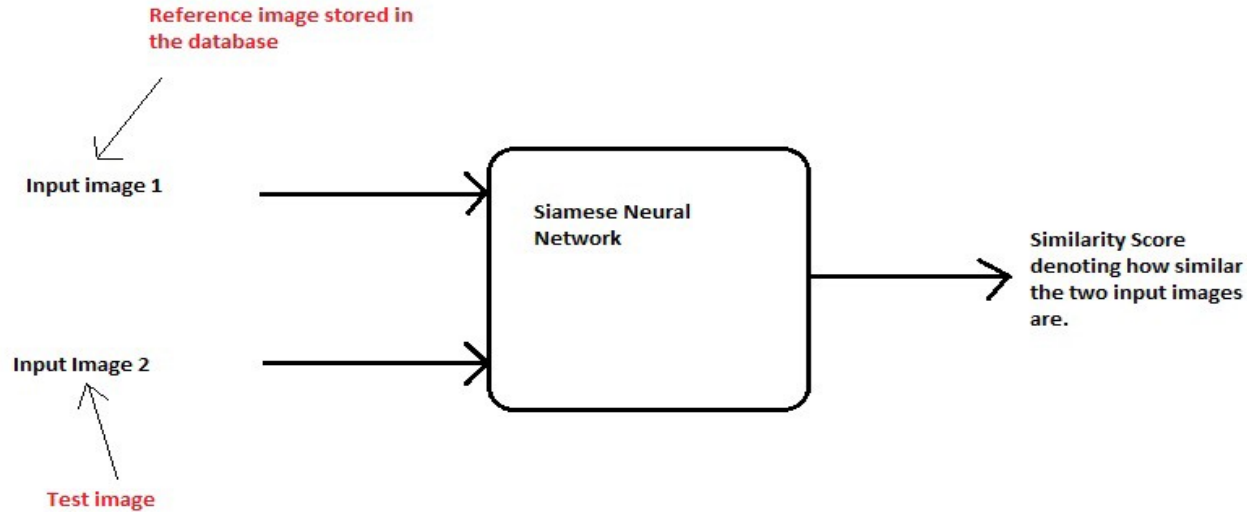 Reference image stored in
the database
Input image 1
Siamese Neural
Network
Similarity Score
denoting how similar
the two input images
are.
Input Image 2
Test image